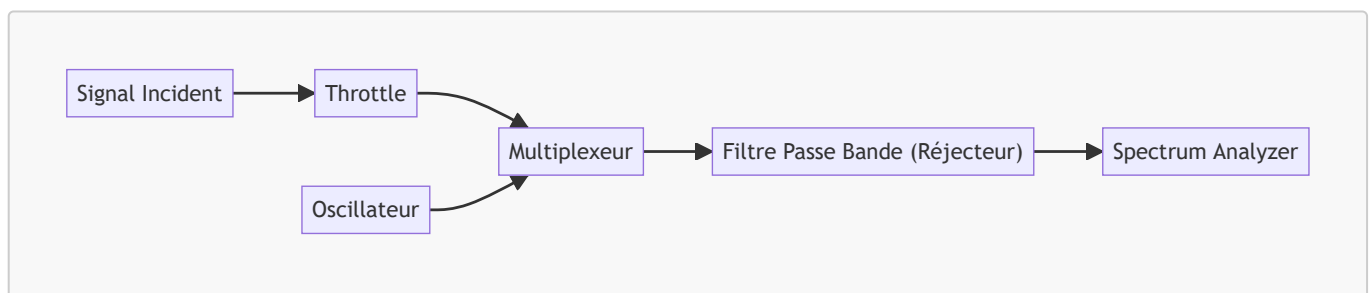 Signal Incident
Throttle
Oscillateur
Multiplexeur
Filtre Passe Bande (Réjecteur)
Spectrum Analyzer